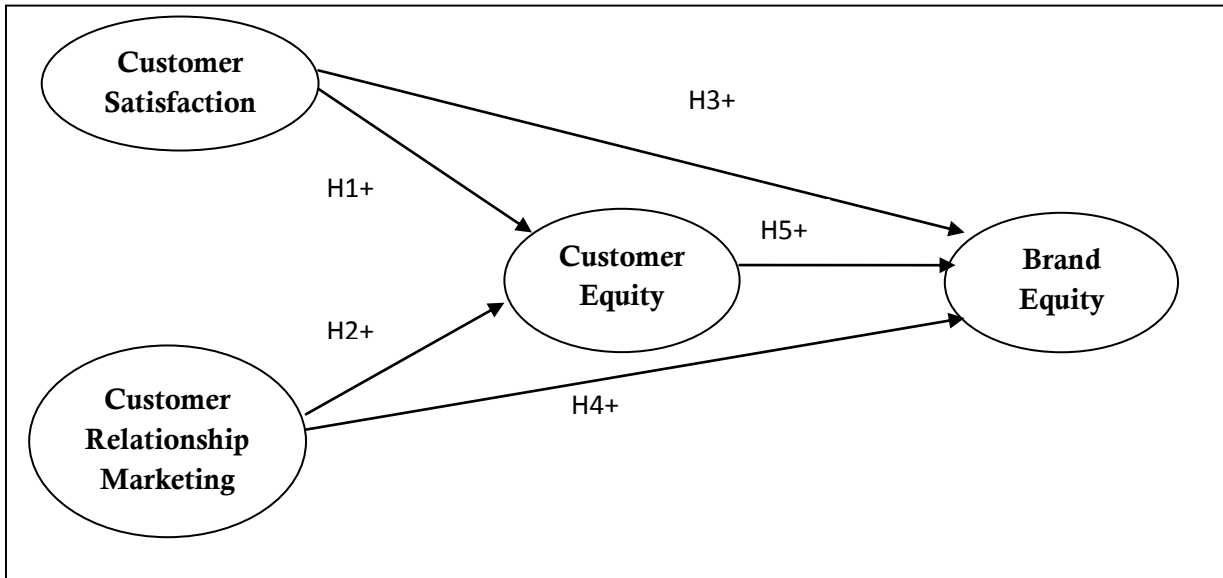 Customer
Satisfaction
H3+
H1+
Customer
Equity
H5+
Brand
Equity
H2+
Customer
Relationship
Marketing
H4+